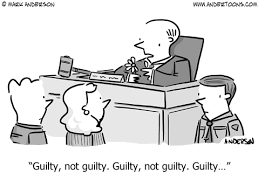 © MARK ANDERSON
WWW.ANDERTOONS.COM
ANDERSON
"Guilty, not guilty. Guilty, not guilty. Guilty..."